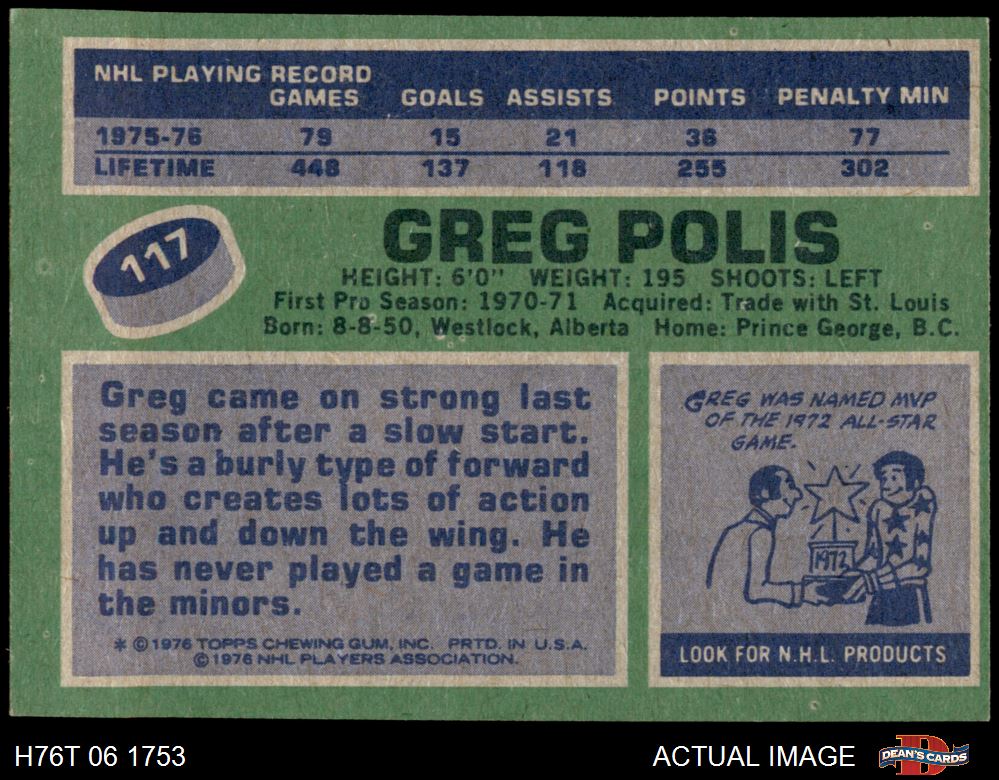 NHL PLAYING RECORD
GAMES GOALS ASSISTS POINTS PENALTY MIN
1975-76 79 15 21 36 77
LIFETIME 448 137 118 255 302
117
GREG POLIS
HEIGHT: 6'0" WEIGHT: 195 SHOOTS: LEFT
First Pro Season: 1970-71 Acquired: Trade with St. Louis
Born: 8-8-50, Westlock, Alberta Home: Prince George, B.C.
Greg came on strong last
season after a slow start.
He's a burly type of forward
who creates lots of action
up and down the wing. He
has never played a game in
the minors.
* © 1976 TOPPS CHEWING GUM, INC. PRTD. IN U.S.A.
© 1976 NHL PLAYERS ASSOCIATION.
GREG WAS NAMED MVP
OF THE 1972 ALL-STAR
GAME.
1972
LOOK FOR N.H.L. PRODUCTS
H76T 06 1753 ACTUAL IMAGE DEAN'S CARDS